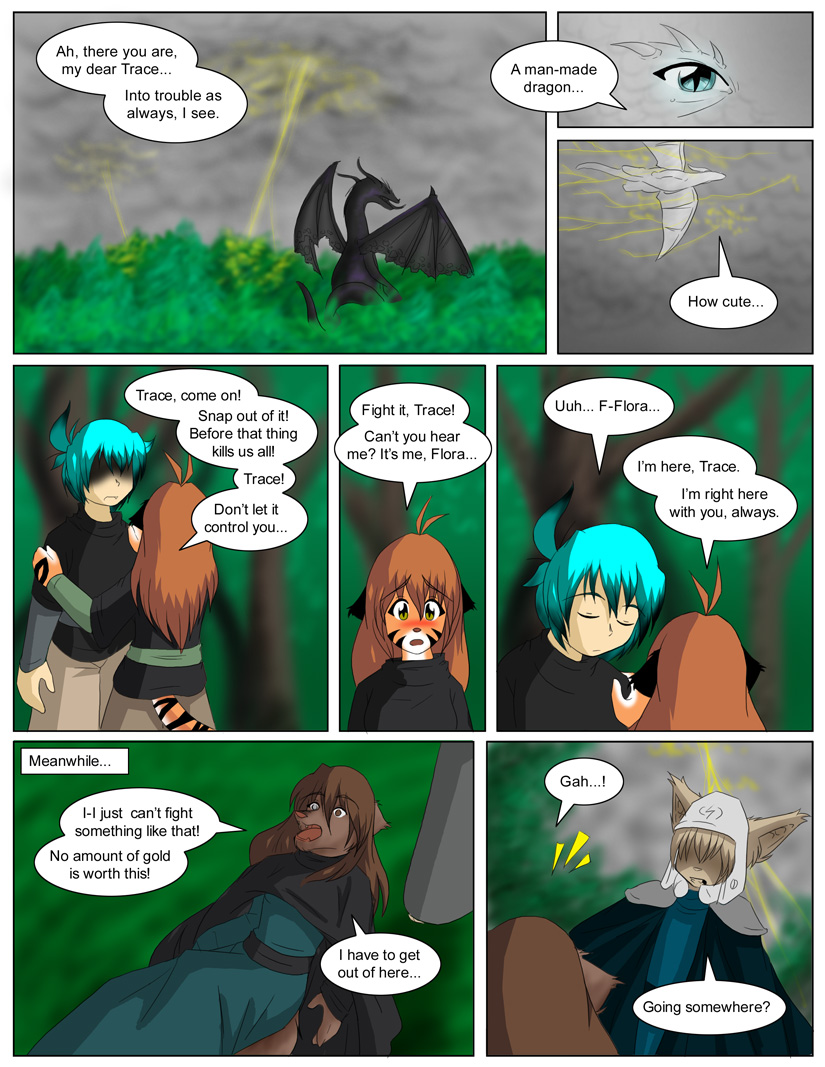 Ah, there you are,
my dear Trace...
Into trouble as
always, I see.
A man-made
dragon...
How cute...
Trace, come on!
Snap out of it!
Before that thing
kills us all!
Trace!
Don't let it
control you...
Fight it, Trace!
Can't you hear
me? It's me, Flora...
Uuh... F-Flora...
I'm here, Trace.
I'm right here
with you, always.
Meanwhile...
I-I just can't fight
something like that!
No amount of gold
is worth this!
I have to get
out of here...
Gah...!
Going somewhere?